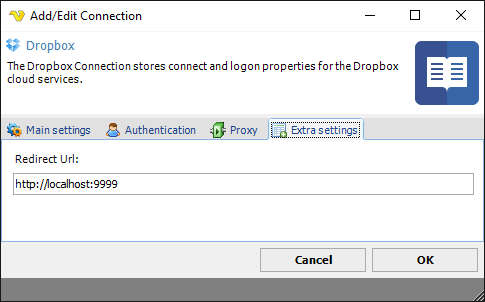 Add/Edit Connection
Dropbox
The Dropbox Connection stores connect and logon properties for the Dropbox
cloud services.
Main settings Authentication Proxy Extra settings
Redirect Url:
http://localhost:9999
Cancel OK